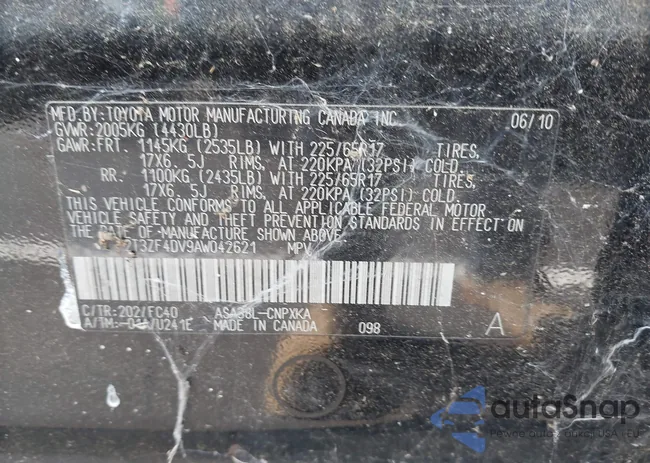 MFD.BY:TOYOTA MOTOR MANUFACTURING CANADA INC. 06/10
GVWR:2005KG (4430LB)
GAWR:FRT. 1145KG (2535LB) WITH 225/65R17 TIRES,
17X6.5J RIMS, AT 220KPA (32PSI) COLD.
RR. 1100KG (2435LB) WITH 225/65R17 TIRES,
17X6.5J RIMS, AT 220KPA (32PSI) COLD.
THIS VEHICLE CONFORMS TO ALL APPLICABLE FEDERAL MOTOR
VEHICLE SAFETY AND THEFT PREVENTION STANDARDS IN EFFECT ON
THE DATE OF MANUFACTURE SHOWN ABOVE.
2T3ZF4DV9AW042621 MPV
C/TR:202/FC40 ASA38L-CNPXKA
/U241E MADE IN CANADA 098 A
autoSnap